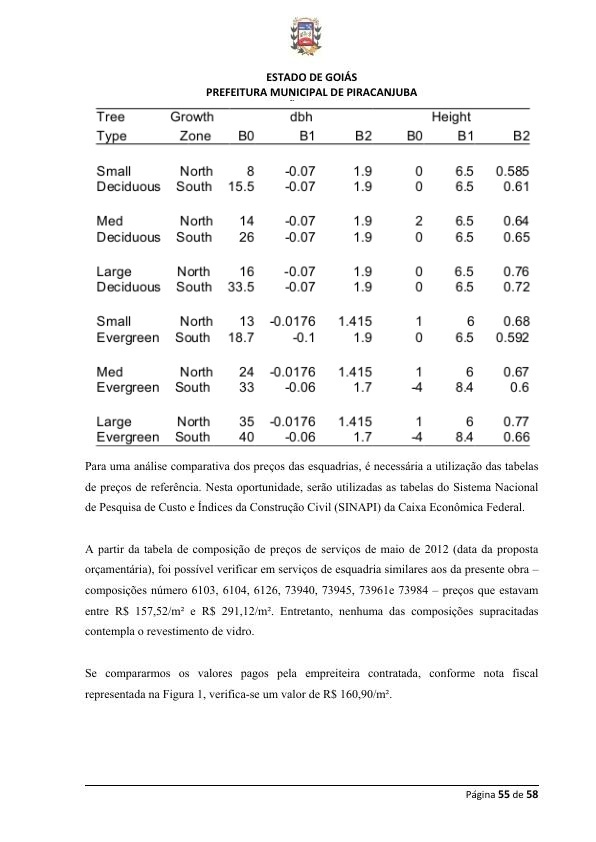 ESTADO DE GOIÁS
PREFEITURA MUNICIPAL DE PIRACANJUBA
Tree Growth dbh Height
Type Zone B0 B1 B2 B0 B1 B2
Small North 8 -0.07 1.9 0 6.5 0.585
Deciduous South 15.5 -0.07 1.9 0 6.5 0.61
Med North 14 -0.07 1.9 2 6.5 0.64
Deciduous South 26 -0.07 1.9 0 6.5 0.65
Large North 16 -0.07 1.9 0 6.5 0.76
Deciduous South 33.5 -0.07 1.9 0 6.5 0.72
Small North 13 -0.0176 1.415 1 6 0.68
Evergreen South 18.7 -0.1 1.9 0 6.5 0.592
Med North 24 -0.0176 1.415 1 6 0.67
Evergreen South 33 -0.06 1.7 -4 8.4 0.6
Large North 35 -0.0176 1.415 1 6 0.77
Evergreen South 40 -0.06 1.7 -4 8.4 0.66
Para uma análise comparativa dos preços das esquadrias, é necessária a utilização das tabelas
de preços de referência. Nesta oportunidade, serão utilizadas as tabelas do Sistema Nacional
de Pesquisa de Custo e Índices da Construção Civil (SINAPI) da Caixa Econômica Federal.
A partir da tabela de composição de preços de serviços de maio de 2012 (data da proposta
orçamentária), foi possível verificar em serviços de esquadria similares aos da presente obra –
composições número 6103, 6104, 6126, 73940, 73945, 73961e 73984 – preços que estavam
entre R$ 157,52/m² e R$ 291,12/m². Entretanto, nenhuma das composições supracitadas
contempla o revestimento de vidro.
Se compararmos os valores pagos pela empreiteira contratada, conforme nota fiscal
representada na Figura 1, verifica-se um valor de R$ 160,90/m².
Página 55 de 58